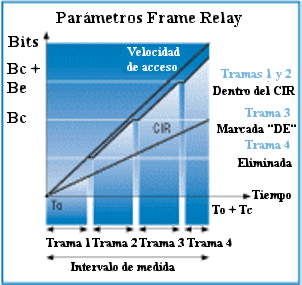 Parámetros Frame Relay
Bits
Bc +
Be
Bc
Velocidad
de acceso
CIR
To
Tramas 1 y 2
Dentro del CIR
Trama 3
Marcada "DE"
Trama 4
Eliminada
Tiempo
To + Tc
Trama 1 Trama 2 Trama 3 Trama 4
Intervalo de medida